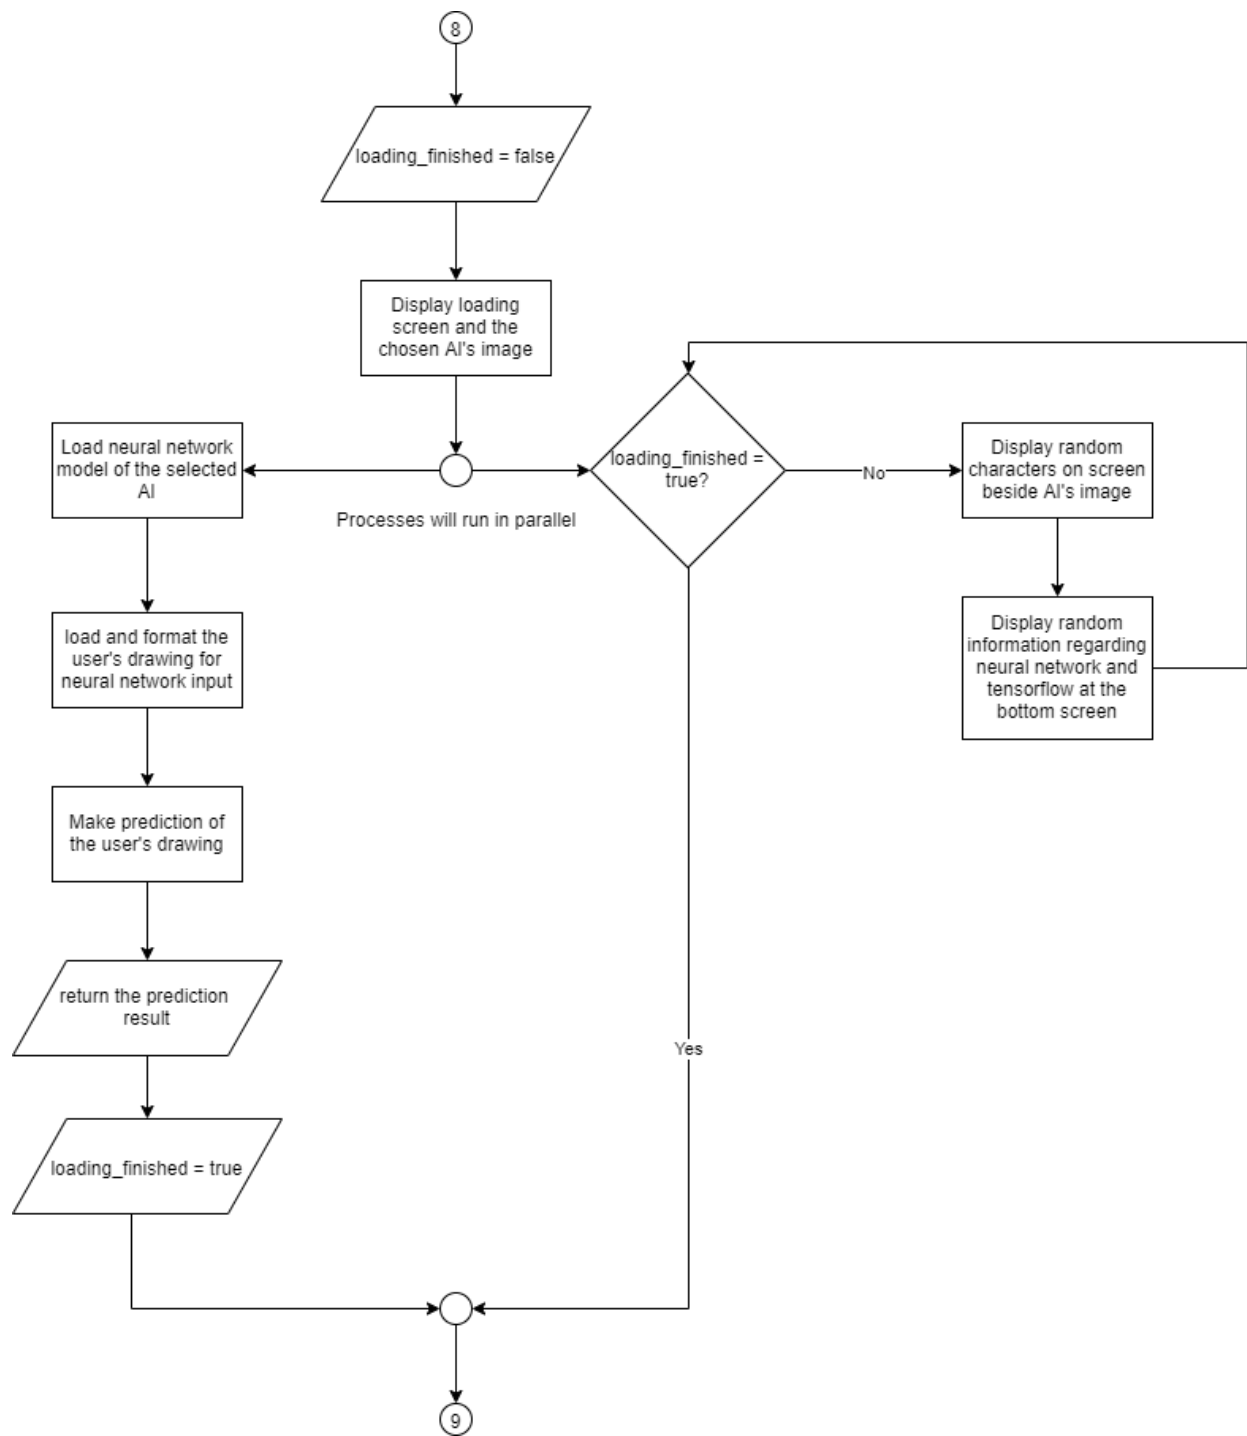 8
loading_finished = false
Display loading
screen and the
chosen AI's image
Load neural network
model of the selected
AI
Processes will run in parallel
loading_finished =
true?
No
Display random
characters on screen
beside AI's image
Display random
information regarding
neural network and
tensorflow at the
bottom screen
load and format the
user's drawing for
neural network input
Make prediction of
the user's drawing
return the prediction
result
loading_finished = true
Yes
9